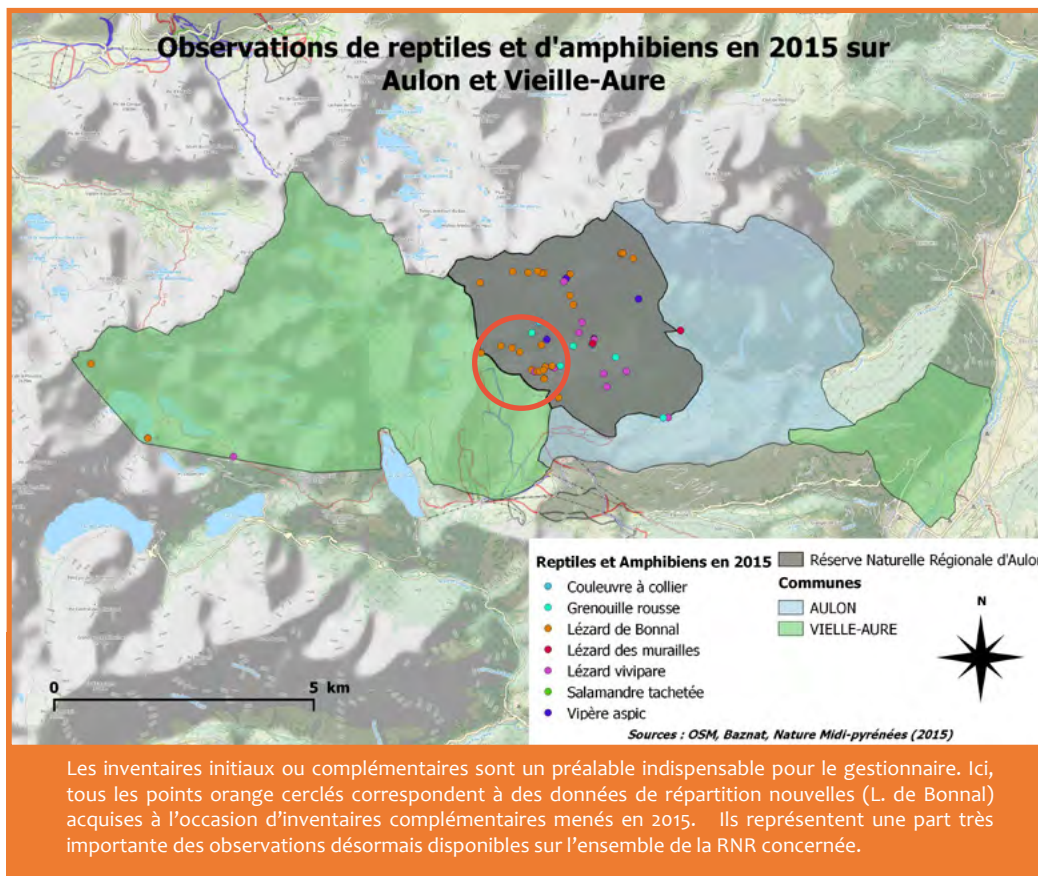 Observations de reptiles et d'amphibiens en 2015 sur
Aulon et Vieille-Aure
Reptiles et Amphibiens en 2015
Couleuvre à collier
Grenouille rousse
Lézard de Bonnal
Lézard des murailles
Lézard vivipare
Salamandre tachetée
Vipère aspic
Réserve Naturelle Régionale d'Aulon
Communes
AULON
VIELLE-AURE
N
0 5 km
Sources : OSM, Baznat, Nature Midi-pyrénées (2015)
Les inventaires initiaux ou complémentaires sont un préalable indispensable pour le gestionnaire. Ici,
tous les points orange cerclés correspondent à des données de répartition nouvelles (L. de Bonnal)
acquises à l'occasion d'inventaires complémentaires menés en 2015. Ils représentent une part très
importante des observations désormais disponibles sur l'ensemble de la RNR concernée.